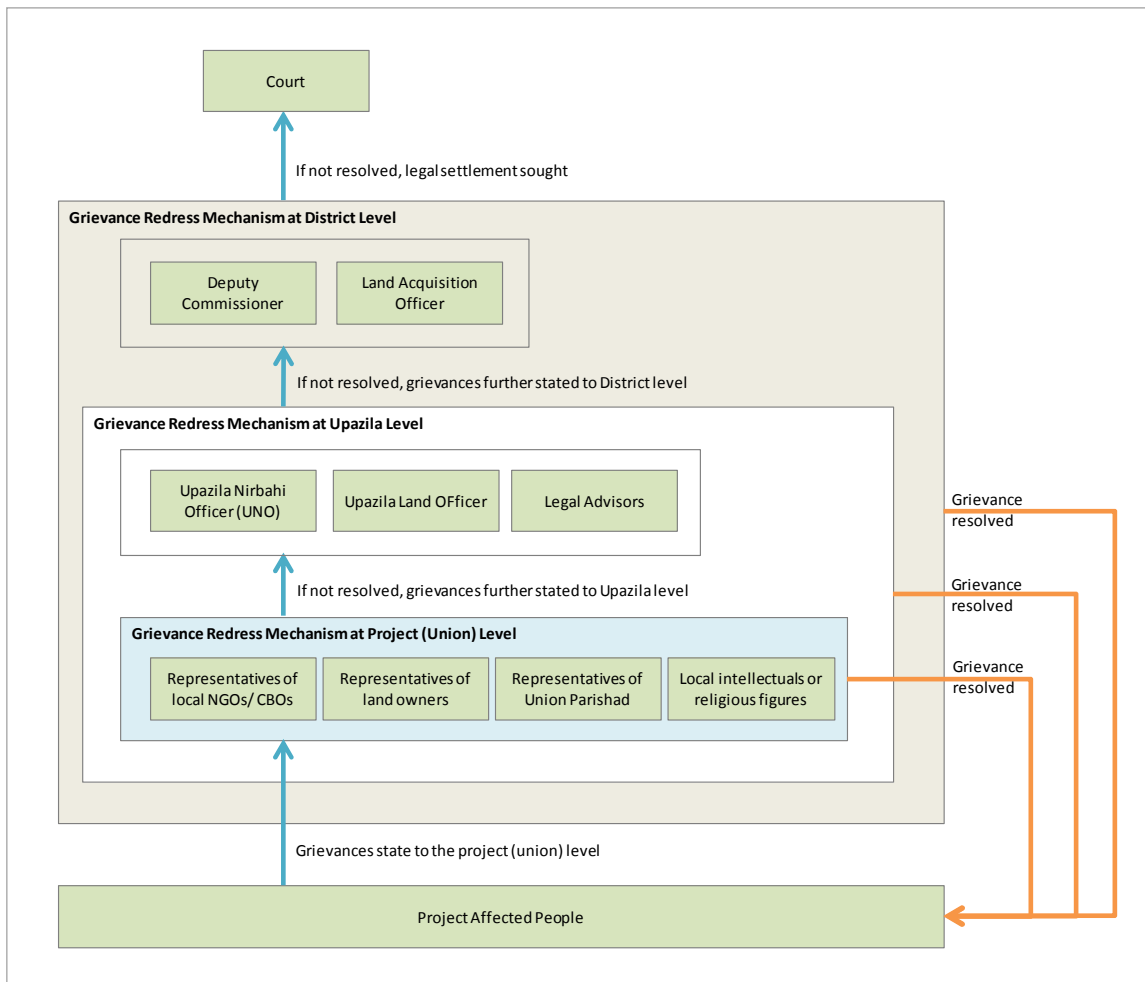 Court
If not resolved, legal settlement sought
Grievance Redress Mechanism at District Level
Deputy
Commissioner
Land Acquisition
Officer
If not resolved, grievances further stated to District level
Grievance Redress Mechanism at Upazila Level
Upazila Nirbahi
Officer (UNO)
Upazila Land OFficer
Legal Advisors
Grievance
resolved
If not resolved, grievances further stated to Upazila level
Grievance
resolved
Grievance Redress Mechanism at Project (Union) Level
Representatives of
local NGOs/ CBOs
Representatives of
land owners
Representatives of
Union Parishad
Local intellectuals or
religious figures
Grievance
resolved
Grievances state to the project (union) level
Project Affected People